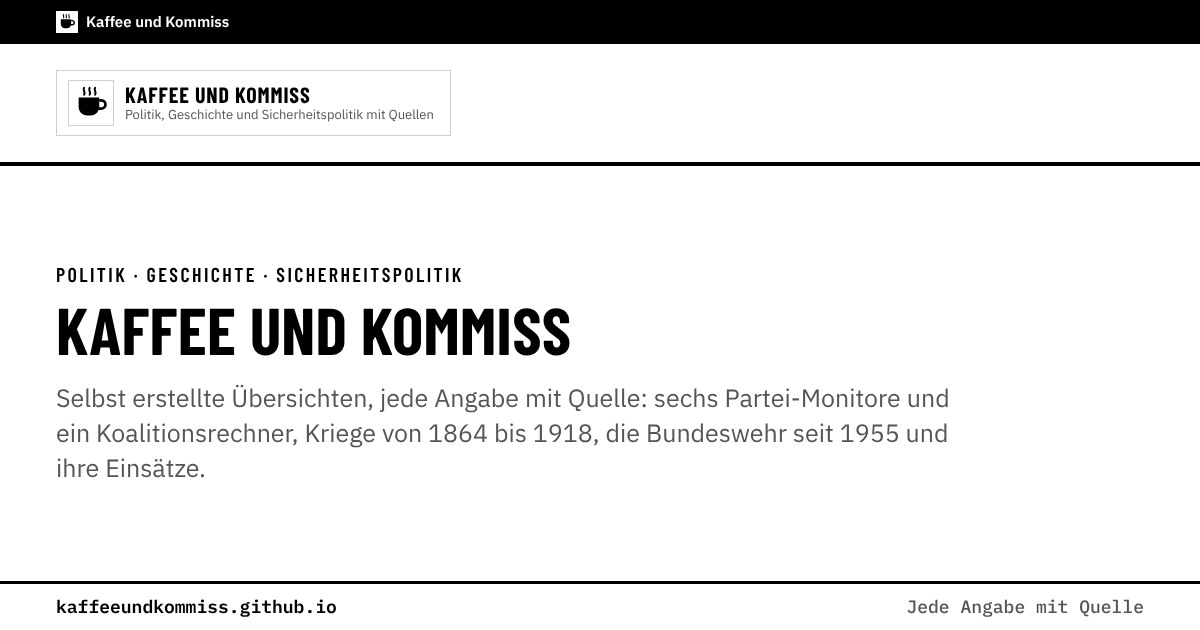 Kaffee und Kommiss
KAFFEE UND KOMMISS
Politik, Geschichte und Sicherheitspolitik mit Quellen
POLITIK · GESCHICHTE · SICHERHEITSPOLITIK
KAFFEE UND KOMMISS
Selbst erstellte Übersichten, jede Angabe mit Quelle: sechs Partei-Monitore und
ein Koalitionsrechner, Kriege von 1864 bis 1918, die Bundeswehr seit 1955 und
ihre Einsätze.
kaffeeundkommiss.github.io
Jede Angabe mit Quelle